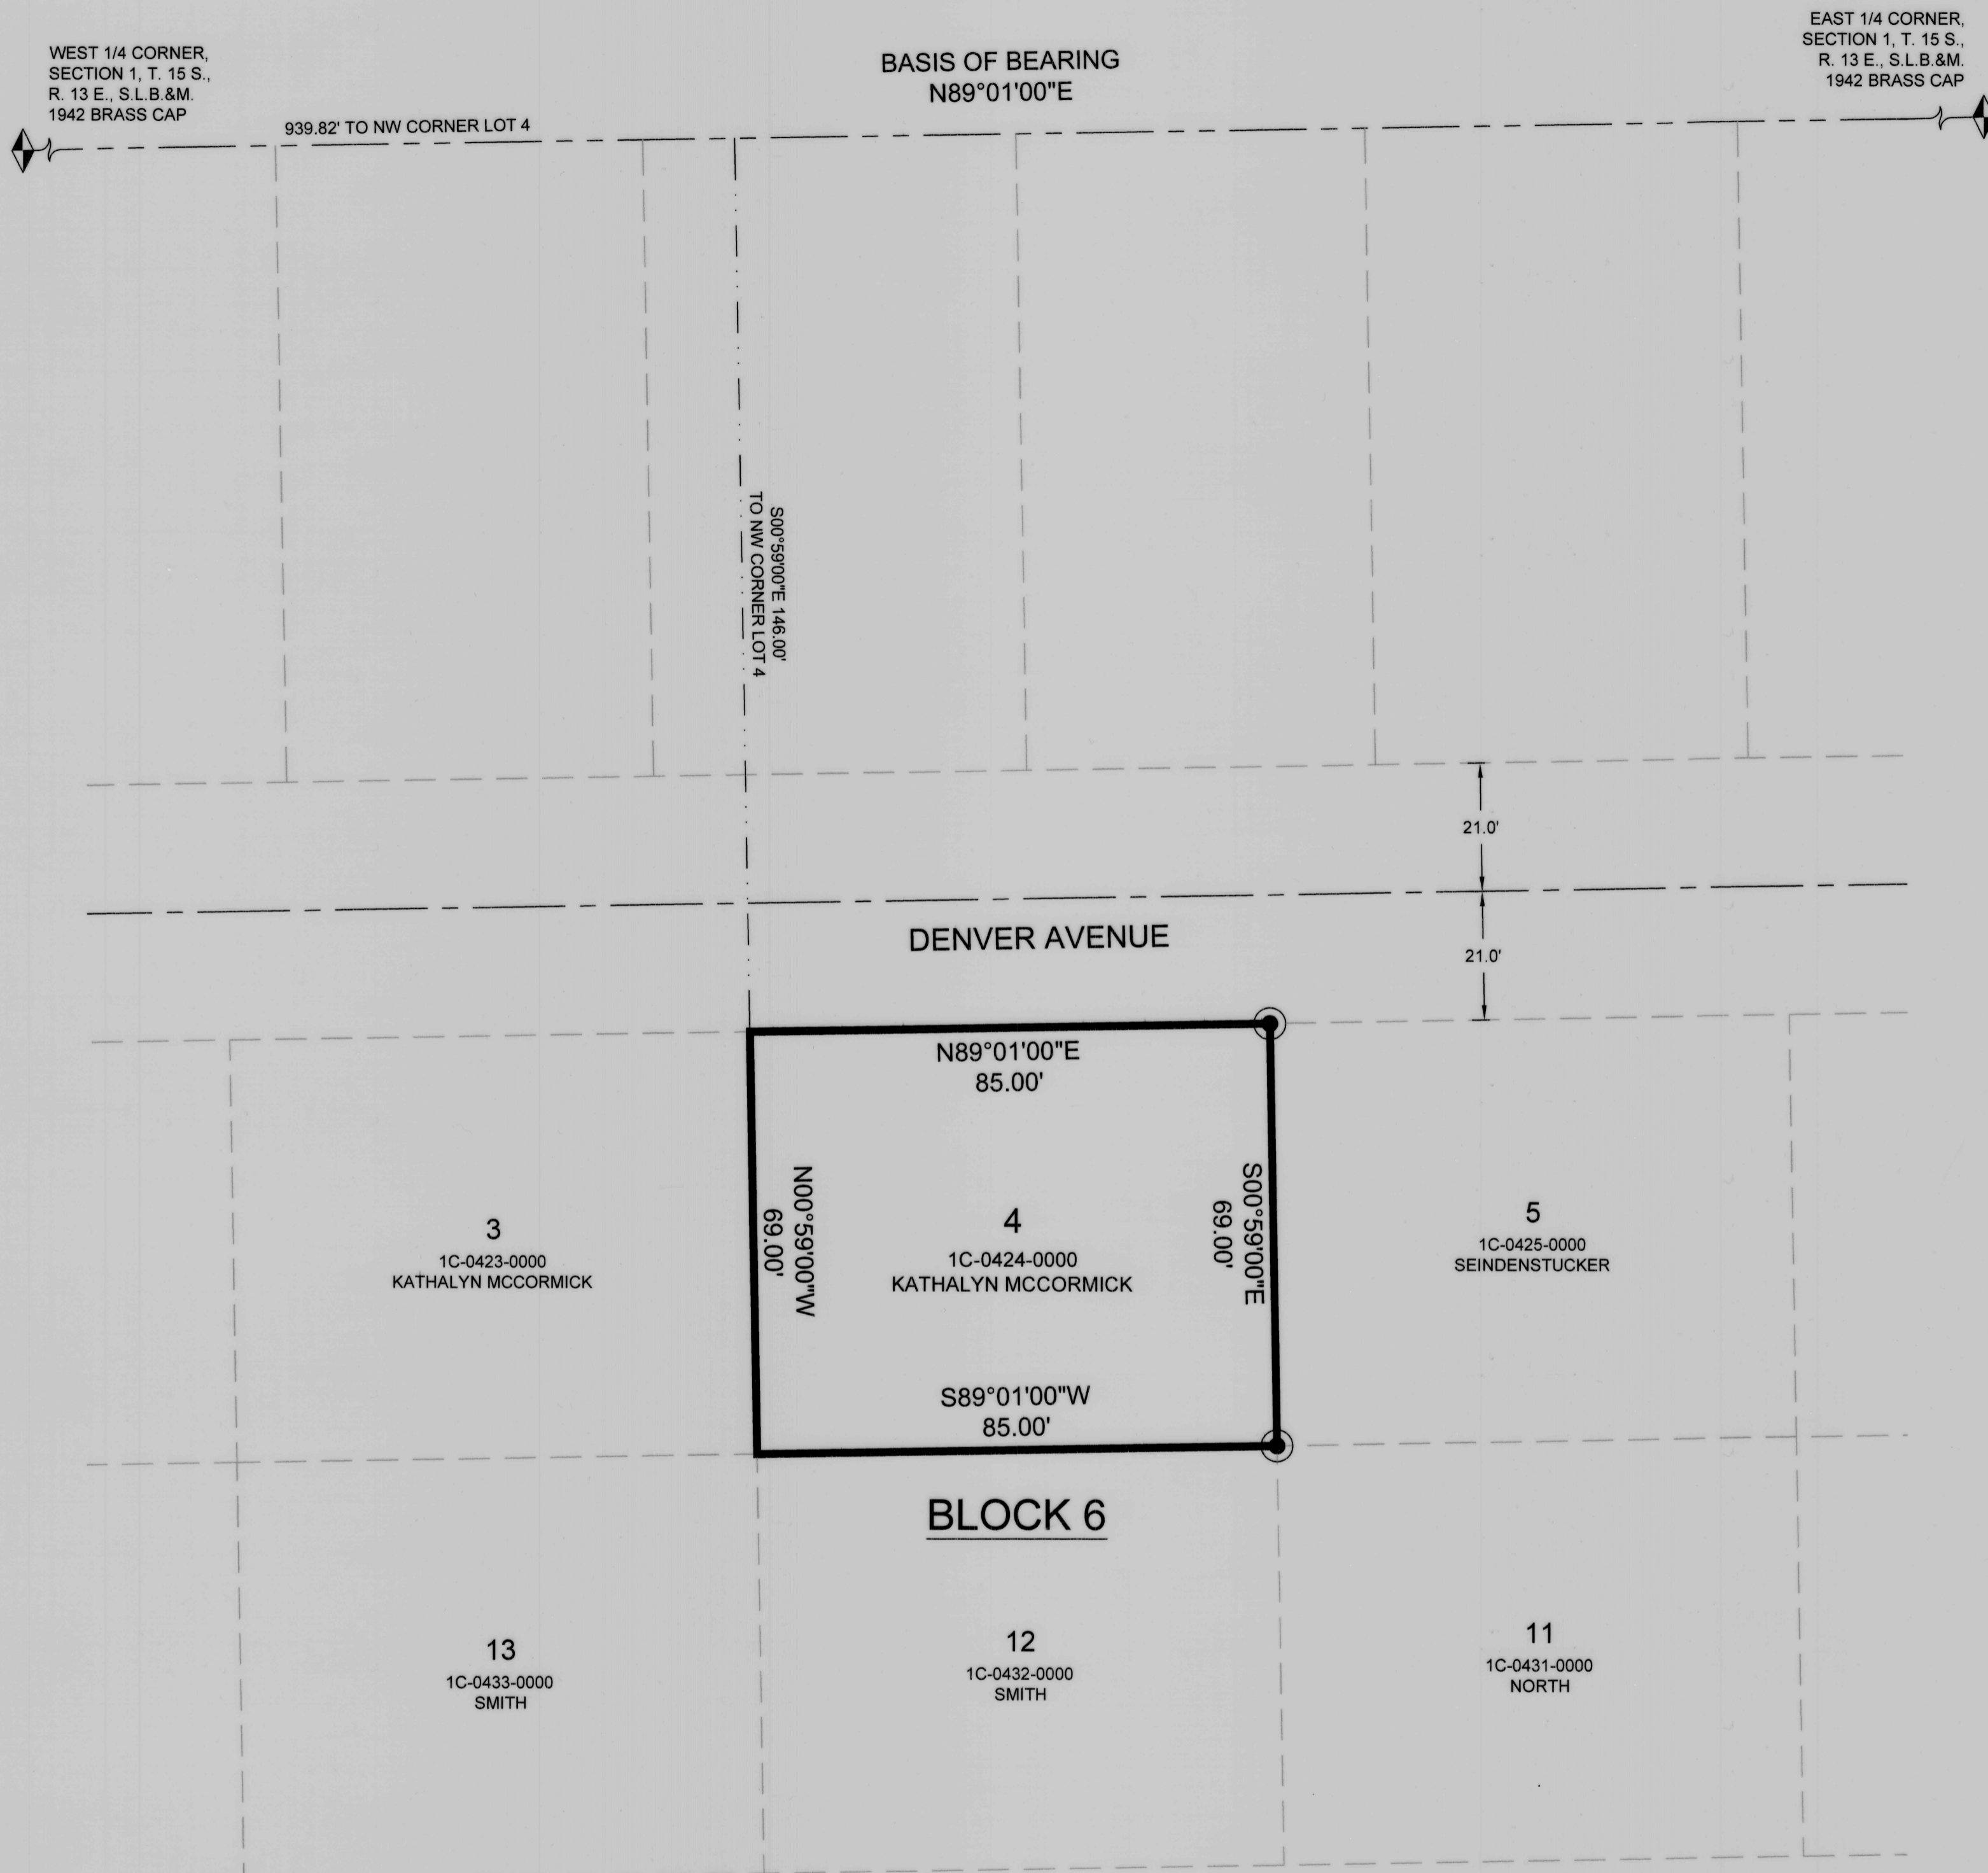 WEST 1/4 CORNER,
SECTION 1, T. 15 S.,
R. 13 E., S.L.B.&M.
1942 BRASS CAP
BASIS OF BEARING
N89°01'00"E
EAST 1/4 CORNER,
SECTION 1, T. 15 S.,
R. 13 E., S.L.B.&M.
1942 BRASS CAP
939.82' TO NW CORNER LOT 4
S00°59'00"E 146.00'
TO NW CORNER LOT 4
21.0'
DENVER AVENUE
21.0'
N89°01'00"E
85.00'
N00°59'00"W
69.00'
S00°59'00"E
69.00'
3
1C-0423-0000
KATHALYN MCCORMICK
4
1C-0424-0000
KATHALYN MCCORMICK
5
1C-0425-0000
SEINDENSTUCKER
S89°01'00"W
85.00'
BLOCK 6
13
1C-0433-0000
SMITH
12
1C-0432-0000
SMITH
11
1C-0431-0000
NORTH